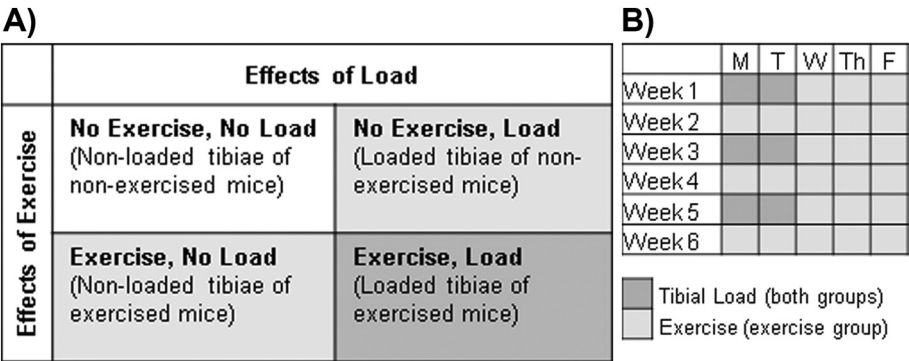 A)
Effects of Load
Effects of Exercise
No Exercise, No Load
(Non-loaded tibiae of
non-exercised mice)
No Exercise, Load
(Loaded tibiae of non-
exercised mice)
Exercise, No Load
(Non-loaded tibiae of
exercised mice)
Exercise, Load
(Loaded tibiae of
exercised mice)
B)
M T W Th F
Week 1
Week 2
Week 3
Week 4
Week 5
Week 6
Tibial Load (both groups)
Exercise (exercise group)